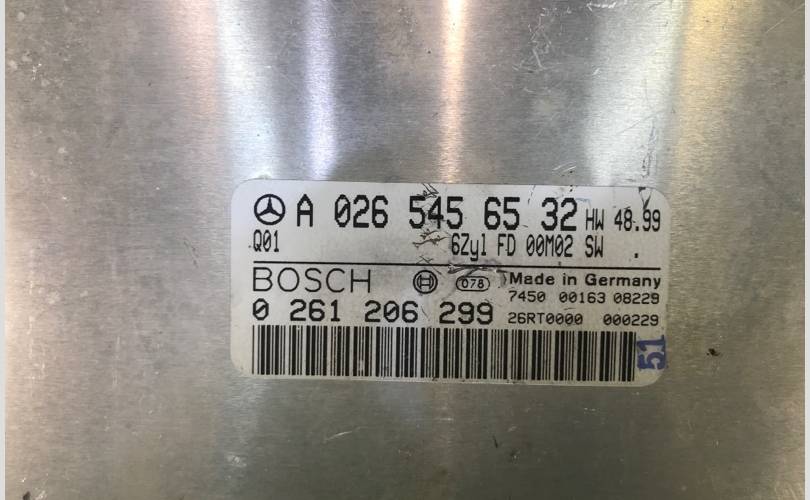 A 026 545 65 32 HW 48.99
Q01 6Zyl FD 00M02 SW .
BOSCH 078 Made in Germany
7450 00163 08229
0 261 206 299 26RT0000 000229
51